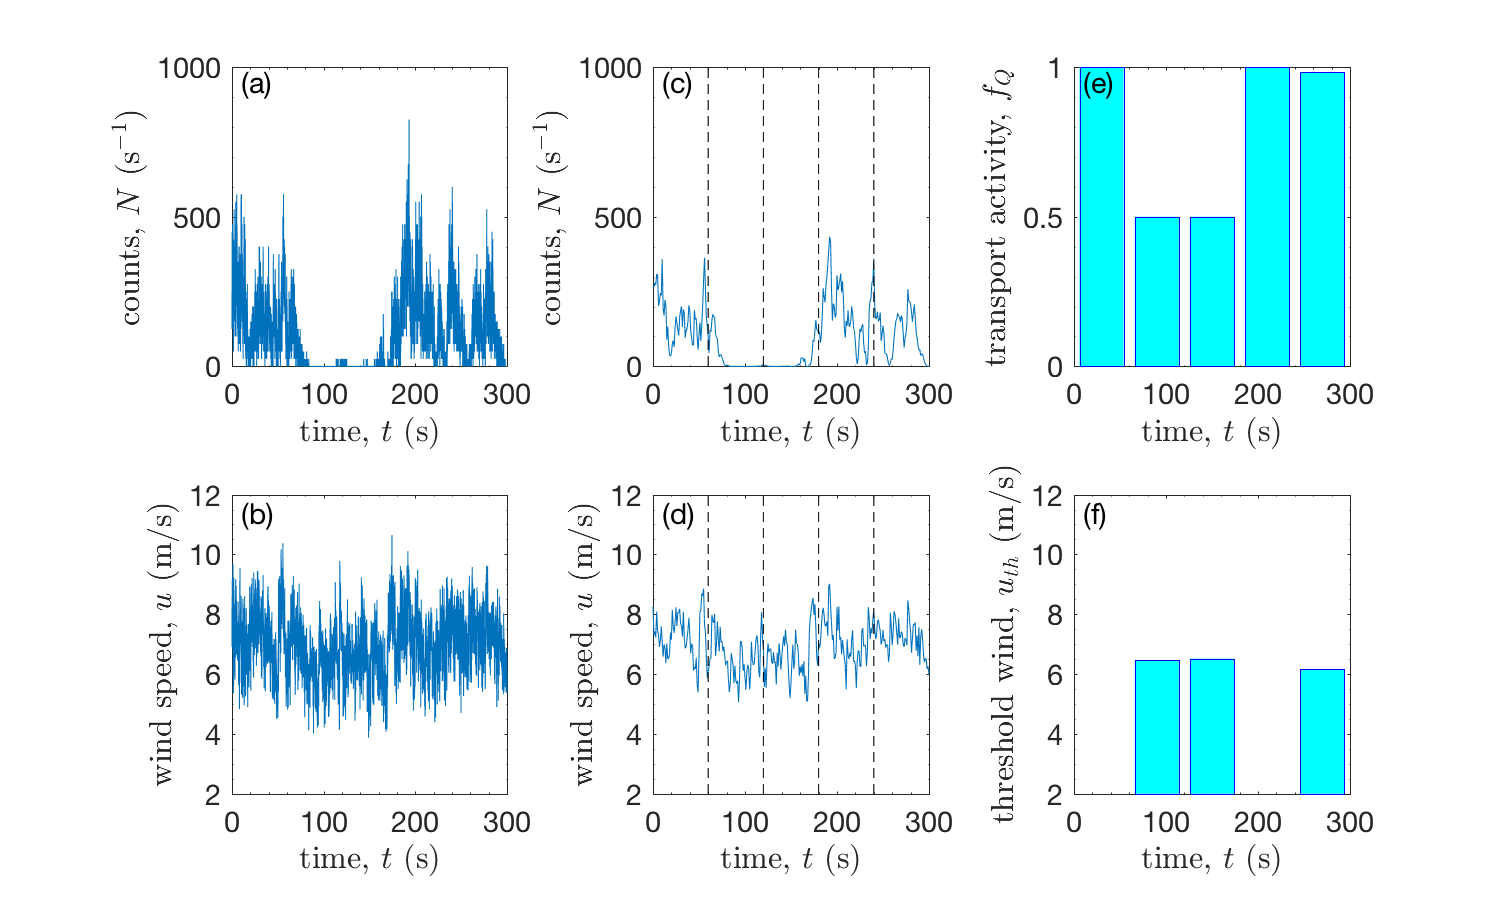 (a)
1000
500
0
counts, N (s⁻¹)
0 100 200 300
time, t (s)
(c)
1000
500
0
counts, N (s⁻¹)
0 100 200 300
time, t (s)
(e)
1
0.5
0
transport activity, f_Q
0 100 200 300
time, t (s)
(b)
12
10
8
6
4
2
wind speed, u (m/s)
0 100 200 300
time, t (s)
(d)
12
10
8
6
4
2
wind speed, u (m/s)
0 100 200 300
time, t (s)
(f)
12
10
8
6
4
2
threshold wind, u_th (m/s)
0 100 200 300
time, t (s)